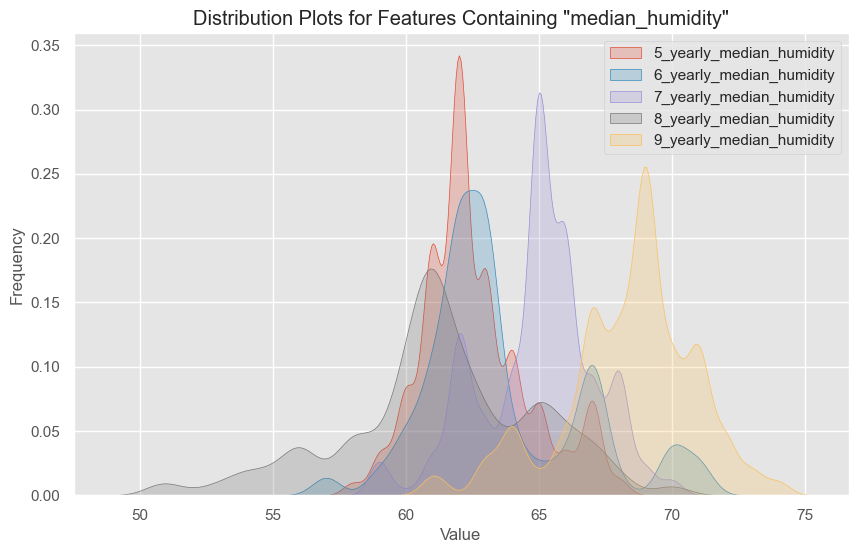 Distribution Plots for Features Containing "median_humidity"
5_yearly_median_humidity
6_yearly_median_humidity
7_yearly_median_humidity
8_yearly_median_humidity
9_yearly_median_humidity
0.35
0.30
0.25
0.20
0.15
0.10
0.05
0.00
Frequency
50 55 60 65 70 75
Value